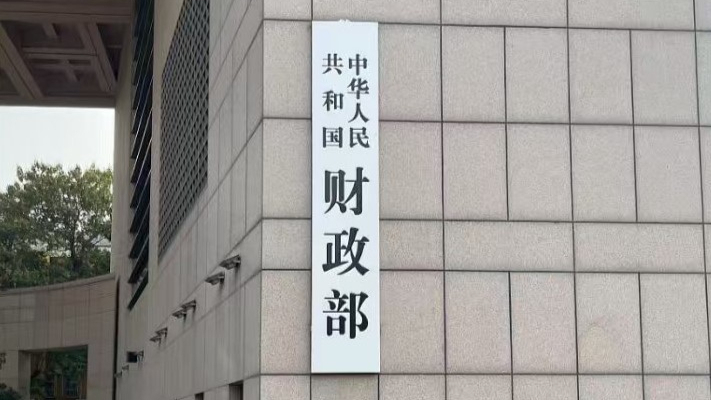 中华人民
共和国
财政部